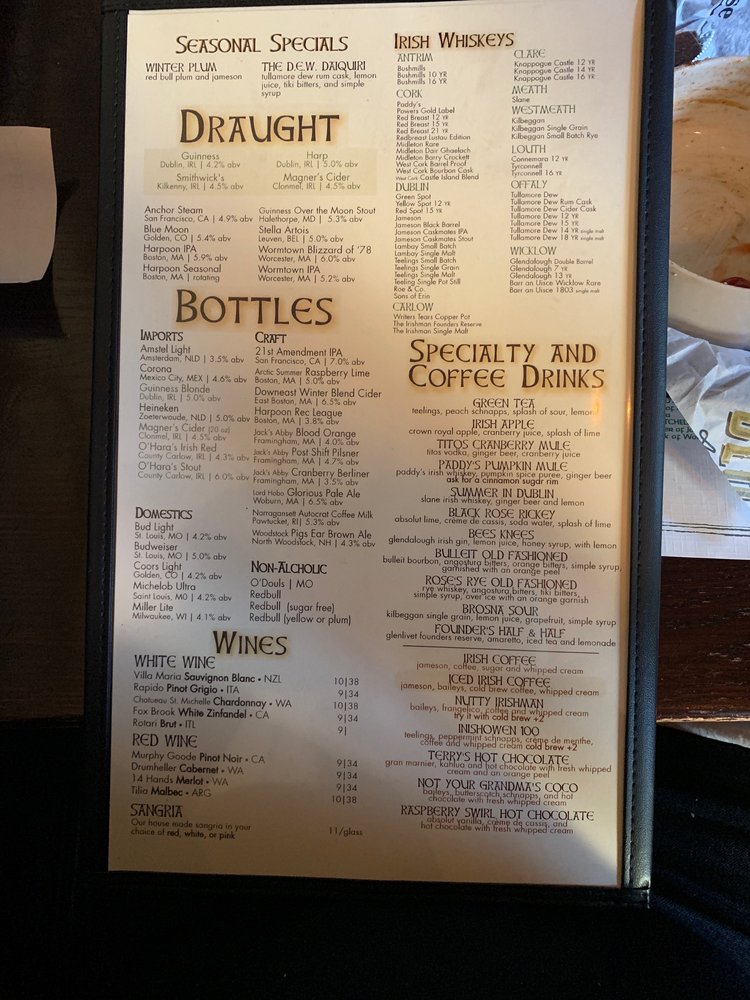 SEASONAL SPECIALS
WINTER PLUM
red bull plum and jameson
THE D.E.W. DAIQUIRI
tullamore dew rum cask, lemon
juice, tiki bitters, and simple
syrup
DRAUGHT
Guinness
Dublin, IRL | 4.2% abv
Harp
Dublin, IRL | 5.0% abv
Smithwick's
Kilkenny, IRL | 4.5% abv
Magner's Cider
Clonmel, IRL | 4.5% abv
Anchor Steam
San Francisco, CA | 4.9% abv
Blue Moon
Golden, CO | 5.4% abv
Harpoon IPA
Boston, MA | 5.9% abv
Harpoon Seasonal
Boston, MA | rotating
Guinness Over the Moon Stout
Halethorpe, MD | 5.3% abv
Stella Artois
Leuven, BEL | 5.0% abv
Wormtown Blizzard of '78
Worcester, MA | 6.0% abv
Wormtown IPA
Worcester, MA | 5.2% abv
BOTTLES
IMPORTS
Amstel Light
Amsterdam, NLD | 3.5% abv
Corona
Mexico City, MEX | 4.6% abv
Guinness Blonde
Dublin, IRL | 5.0% abv
Heineken
Zoeterwoude, NLD | 5.0% abv
Magner's Cider (20 oz)
Clonmel, IRL | 4.5% abv
O'Hara's Irish Red
County Carlow, IRL | 4.3% abv
O'Hara's Stout
County Carlow, IRL | 6.0% abv
CRAFT
21st Amendment IPA
San Francisco, CA | 7.0% abv
Arctic Summer Raspberry Lime
Boston, MA | 5.0% abv
Downeast Winter Blend Cider
East Boston, MA | 6.5% abv
Harpoon Rec League
Boston, MA | 3.8% abv
Jack's Abby Blood Orange
Framingham, MA | 4.0% abv
Jack's Abby Post Shift Pilsner
Framingham, MA | 4.7% abv
Jack's Abby Cranberry Berliner
Framingham, MA | 3.5% abv
Lord Hobo Glorious Pale Ale
Woburn, MA | 6.5% abv
Narragansett Autocrat Coffee Milk
Pawtucket, RI | 5.3% abv
Woodstock Pigs Ear Brown Ale
North Woodstock, NH | 4.3% abv
DOMESTICS
Bud Light
St. Louis, MO | 4.2% abv
Budweiser
St. Louis, MO | 5.0% abv
Coors Light
Golden, CO | 4.2% abv
Michelob Ultra
Saint Louis, MO | 4.2% abv
Miller Lite
Milwaukee, WI | 4.1% abv
NON-ALCHOLIC
O'Douls | MO
Redbull
Redbull (sugar free)
Redbull (yellow or plum)
WINES
WHITE WINE
Villa Maria Sauvignon Blanc • NZL 10|38
Rapido Pinot Grigio • ITA 9|34
Chateau St. Michelle Chardonnay • WA 10|38
Fox Brook White Zinfandel • CA 9|34
Rotari Brut • ITL 9|
RED WINE
Murphy Goode Pinot Noir • CA 9|34
Drumheller Cabernet • WA 9|34
14 Hands Merlot • WA 9|34
Tilia Malbec • ARG 10|38
SANGRIA
Our house made sangria in your
choice of red, white, or pink 11/glass
IRISH WHISKEYS
ANTRIM
Bushmills
Bushmills 10 YR
Bushmills 16 YR
CORK
Paddy's
Powers Gold Label
Red Breast 12 YR
Red Breast 15 YR
Red Breast 21 YR
Redbreast Lustau Edition
Midleton Rare
Midleton Dair Ghaelach
Midleton Barry Crockett
West Cork Barrel Proof
West Cork Bourbon Cask
West Cork Castle Island Blend
DUBLIN
Green Spot
Yellow Spot 12 YR
Red Spot 15 YR
Jameson
Jameson Black Barrel
Jameson Caskmates IPA
Jameson Caskmates Stout
Lambay Small Batch
Lambay Single Malt
Teelings Small Batch
Teeling Single Grain
Teeling Single Malt
Teeling Single Pot Still
Roe & Co.
Sons of Erin
CARLOW
Writers Tears Copper Pot
The Irishman Founders Reserve
The Irishman Single Malt
CLARE
Knappogue Castle 12 YR
Knappogue Castle 14 YR
Knappogue Castle 16 YR
MEATH
Slane
WESTMEATH
Kilbeggan
Kilbeggan Single Grain
Kilbeggan Small Batch Rye
LOUTH
Connemara 12 YR
Tyrconnell
Tyrconnell 16 YR
OFFALY
Tullamore Dew
Tullamore Dew Rum Cask
Tullamore Dew Cider Cask
Tullamore Dew 12 YR
Tullamore Dew 15 YR
Tullamore Dew 14 YR single malt
Tullamore Dew 18 YR single malt
WICKLOW
Glendalough Double Barrel
Glendalough 7 YR
Glendalough 13 YR
Barr an Uisce Wicklow Rare
Barr an Uisce 1803 single malt
SPECIALTY AND
COFFEE DRINKS
GREEN TEA
teelings, peach schnapps, splash of sour, lemon
IRISH APPLE
crown royal apple, cranberry juice, splash of lime
TITOS CRANBERRY MULE
titos vodka, ginger beer, cranberry juice
PADDY'S PUMPKIN MULE
paddy's irish whiskey, pumpkin spice puree, ginger beer
ask for a cinnamon sugar rim
SUMMER IN DUBLIN
slane irish whiskey, ginger beer and lemon
BLACK ROSE RICKEY
absolut lime, crème de cassis, soda water, splash of lime
BEES KNEES
glendalough irish gin, lemon juice, honey syrup, with lemon
BULLEIT OLD FASHIONED
bulleit bourbon, angostura bitters, orange bitters, simple syrup,
garnished with an orange peel
ROSE'S RYE OLD FASHIONED
rye whiskey, angostura bitters, tiki bitters,
simple syrup, over ice with an orange garnish
BROSNA SOUR
kilbeggan single grain, lemon juice, grapefruit, simple syrup
FOUNDER'S HALF & HALF
glenlivet founders reserve, amaretto, iced tea and lemonade
IRISH COFFEE
jameson, coffee, sugar and whipped cream
ICED IRISH COFFEE
jameson, baileys, cold brew coffee, whipped cream
NUTTY IRISHMAN
baileys, frangelico, coffee and whipped cream
try it with cold brew +2
INISHOWEN 100
teelings, peppermint schnapps, crème de menthe,
coffee and whipped cream cold brew +2
TERRY'S HOT CHOCOLATE
gran marnier, kahlua and hot chocolate with fresh whipped
cream and an orange peel
NOT YOUR GRANDMA'S COCO
baileys, butterscotch schnapps, and hot
chocolate with fresh whipped cream
RASPBERRY SWIRL HOT CHOCOLATE
absolut vanilla, crème de cassis, and
hot chocolate with fresh whipped cream